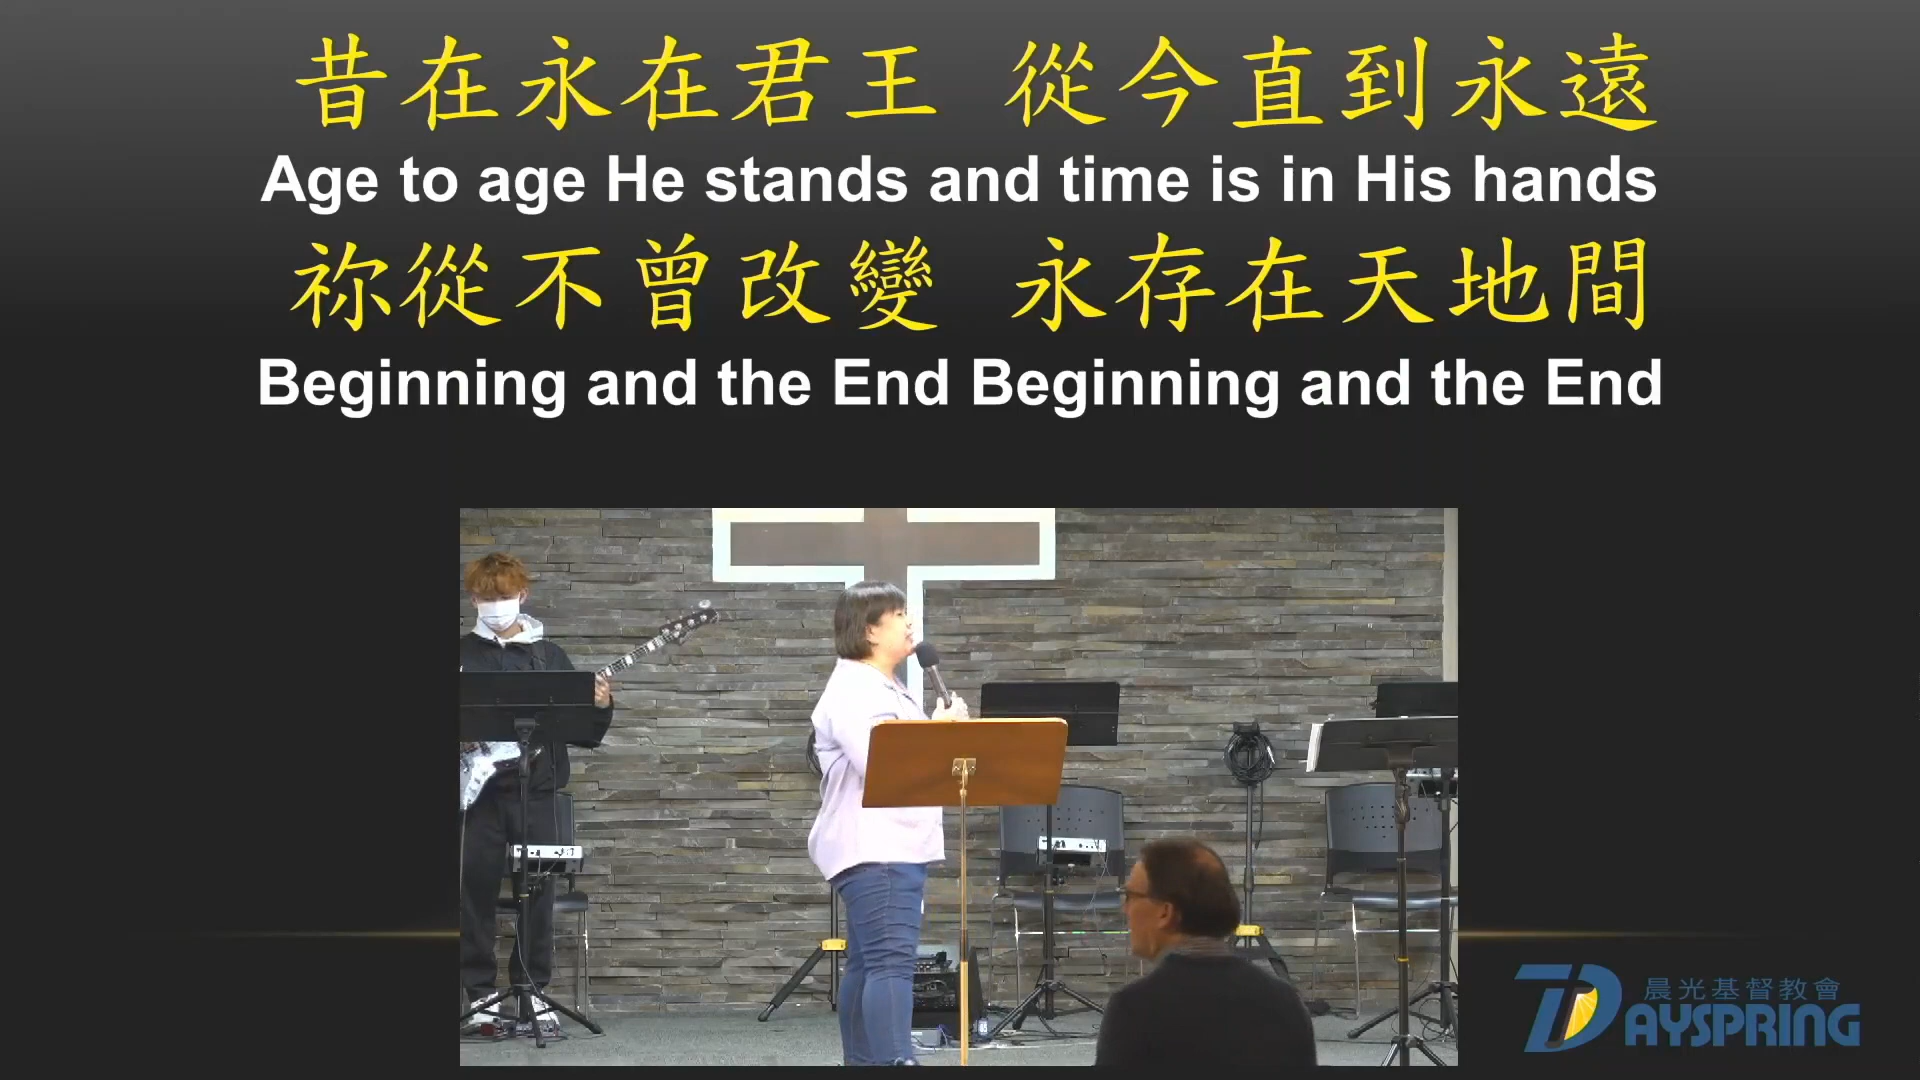 昔在永在君王 從今直到永遠
Age to age He stands and time is in His hands
祢從不曾改變 永存在天地間
Beginning and the End Beginning and the End
晨光基督教會
DAYSPRING